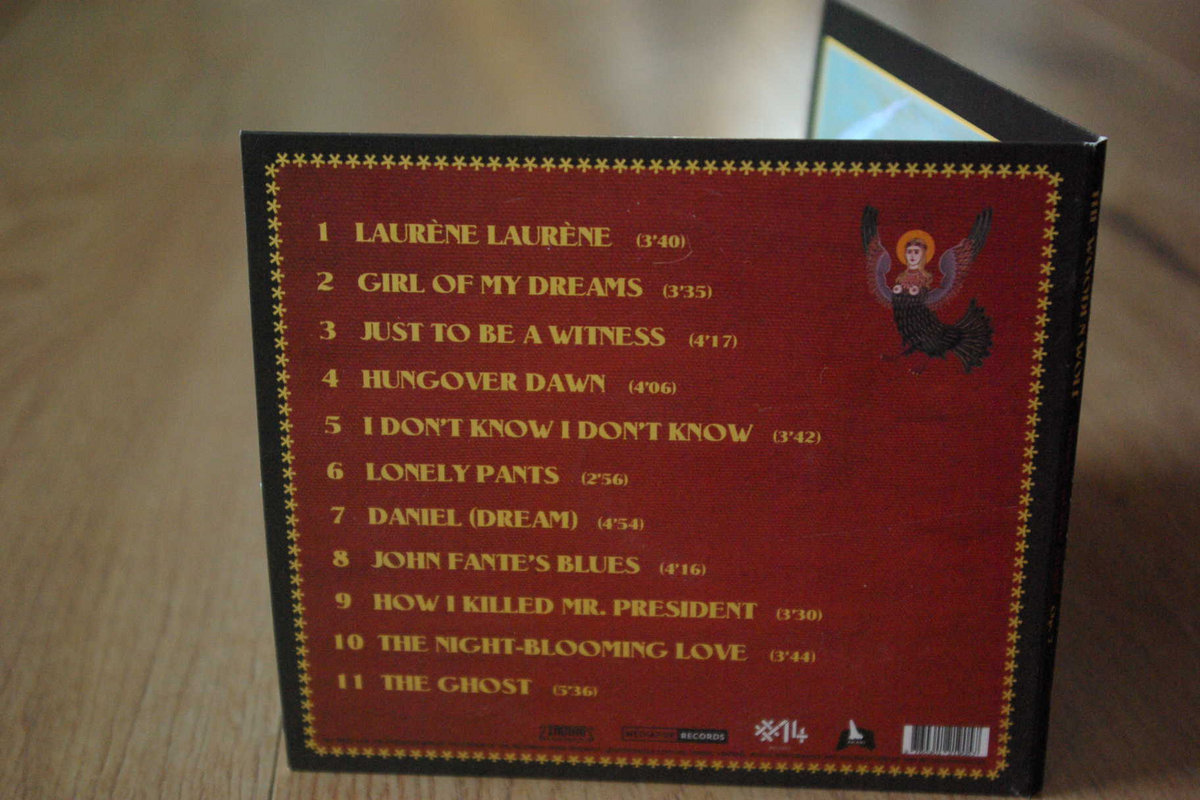 1 LAURÈNE LAURÈNE (3'40)
2 GIRL OF MY DREAMS (3'35)
3 JUST TO BE A WITNESS (4'17)
4 HUNGOVER DAWN (4'06)
5 I DON'T KNOW I DON'T KNOW (3'42)
6 LONELY PANTS (2'56)
7 DANIEL (DREAM) (4'54)
8 JOHN FANTE'S BLUES (4'16)
9 HOW I KILLED MR. PRESIDENT (3'30)
10 THE NIGHT-BLOOMING LOVE (3'44)
11 THE GHOST (5'36)
RECORDS
14